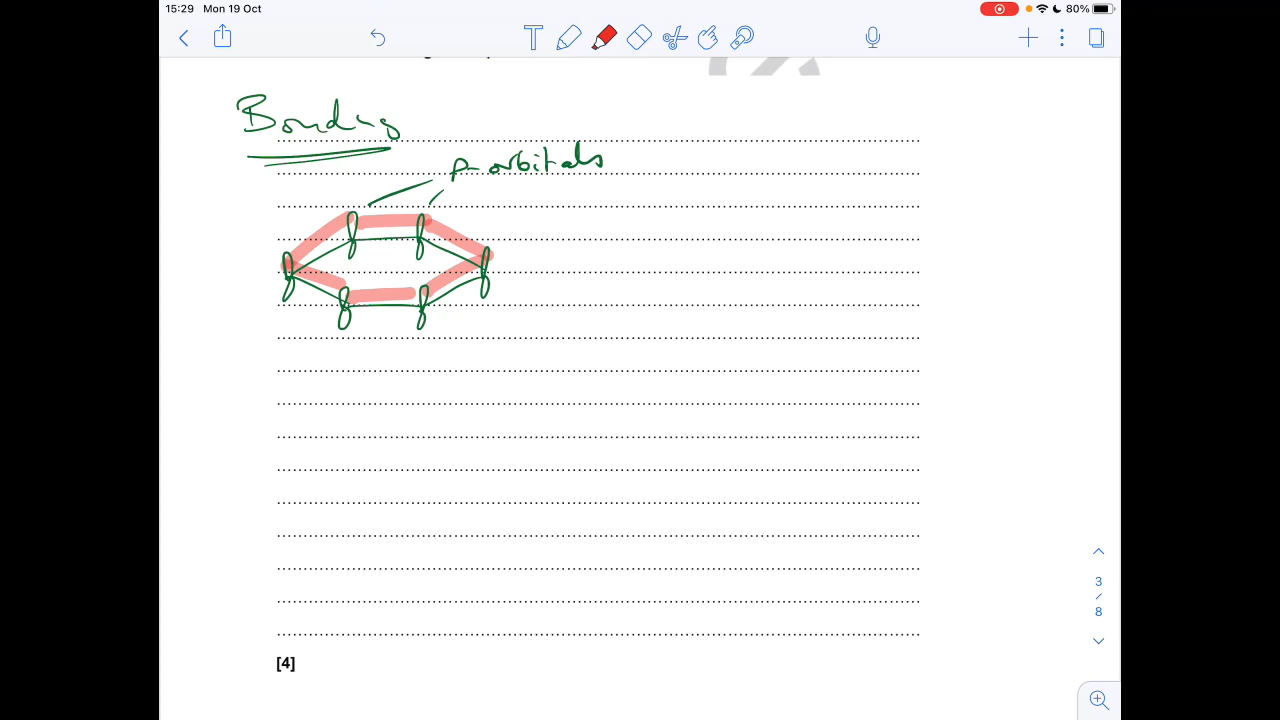 15:29 Mon 19 Oct 80%
T
Bonding
p-orbitals
3
/
8
[4]